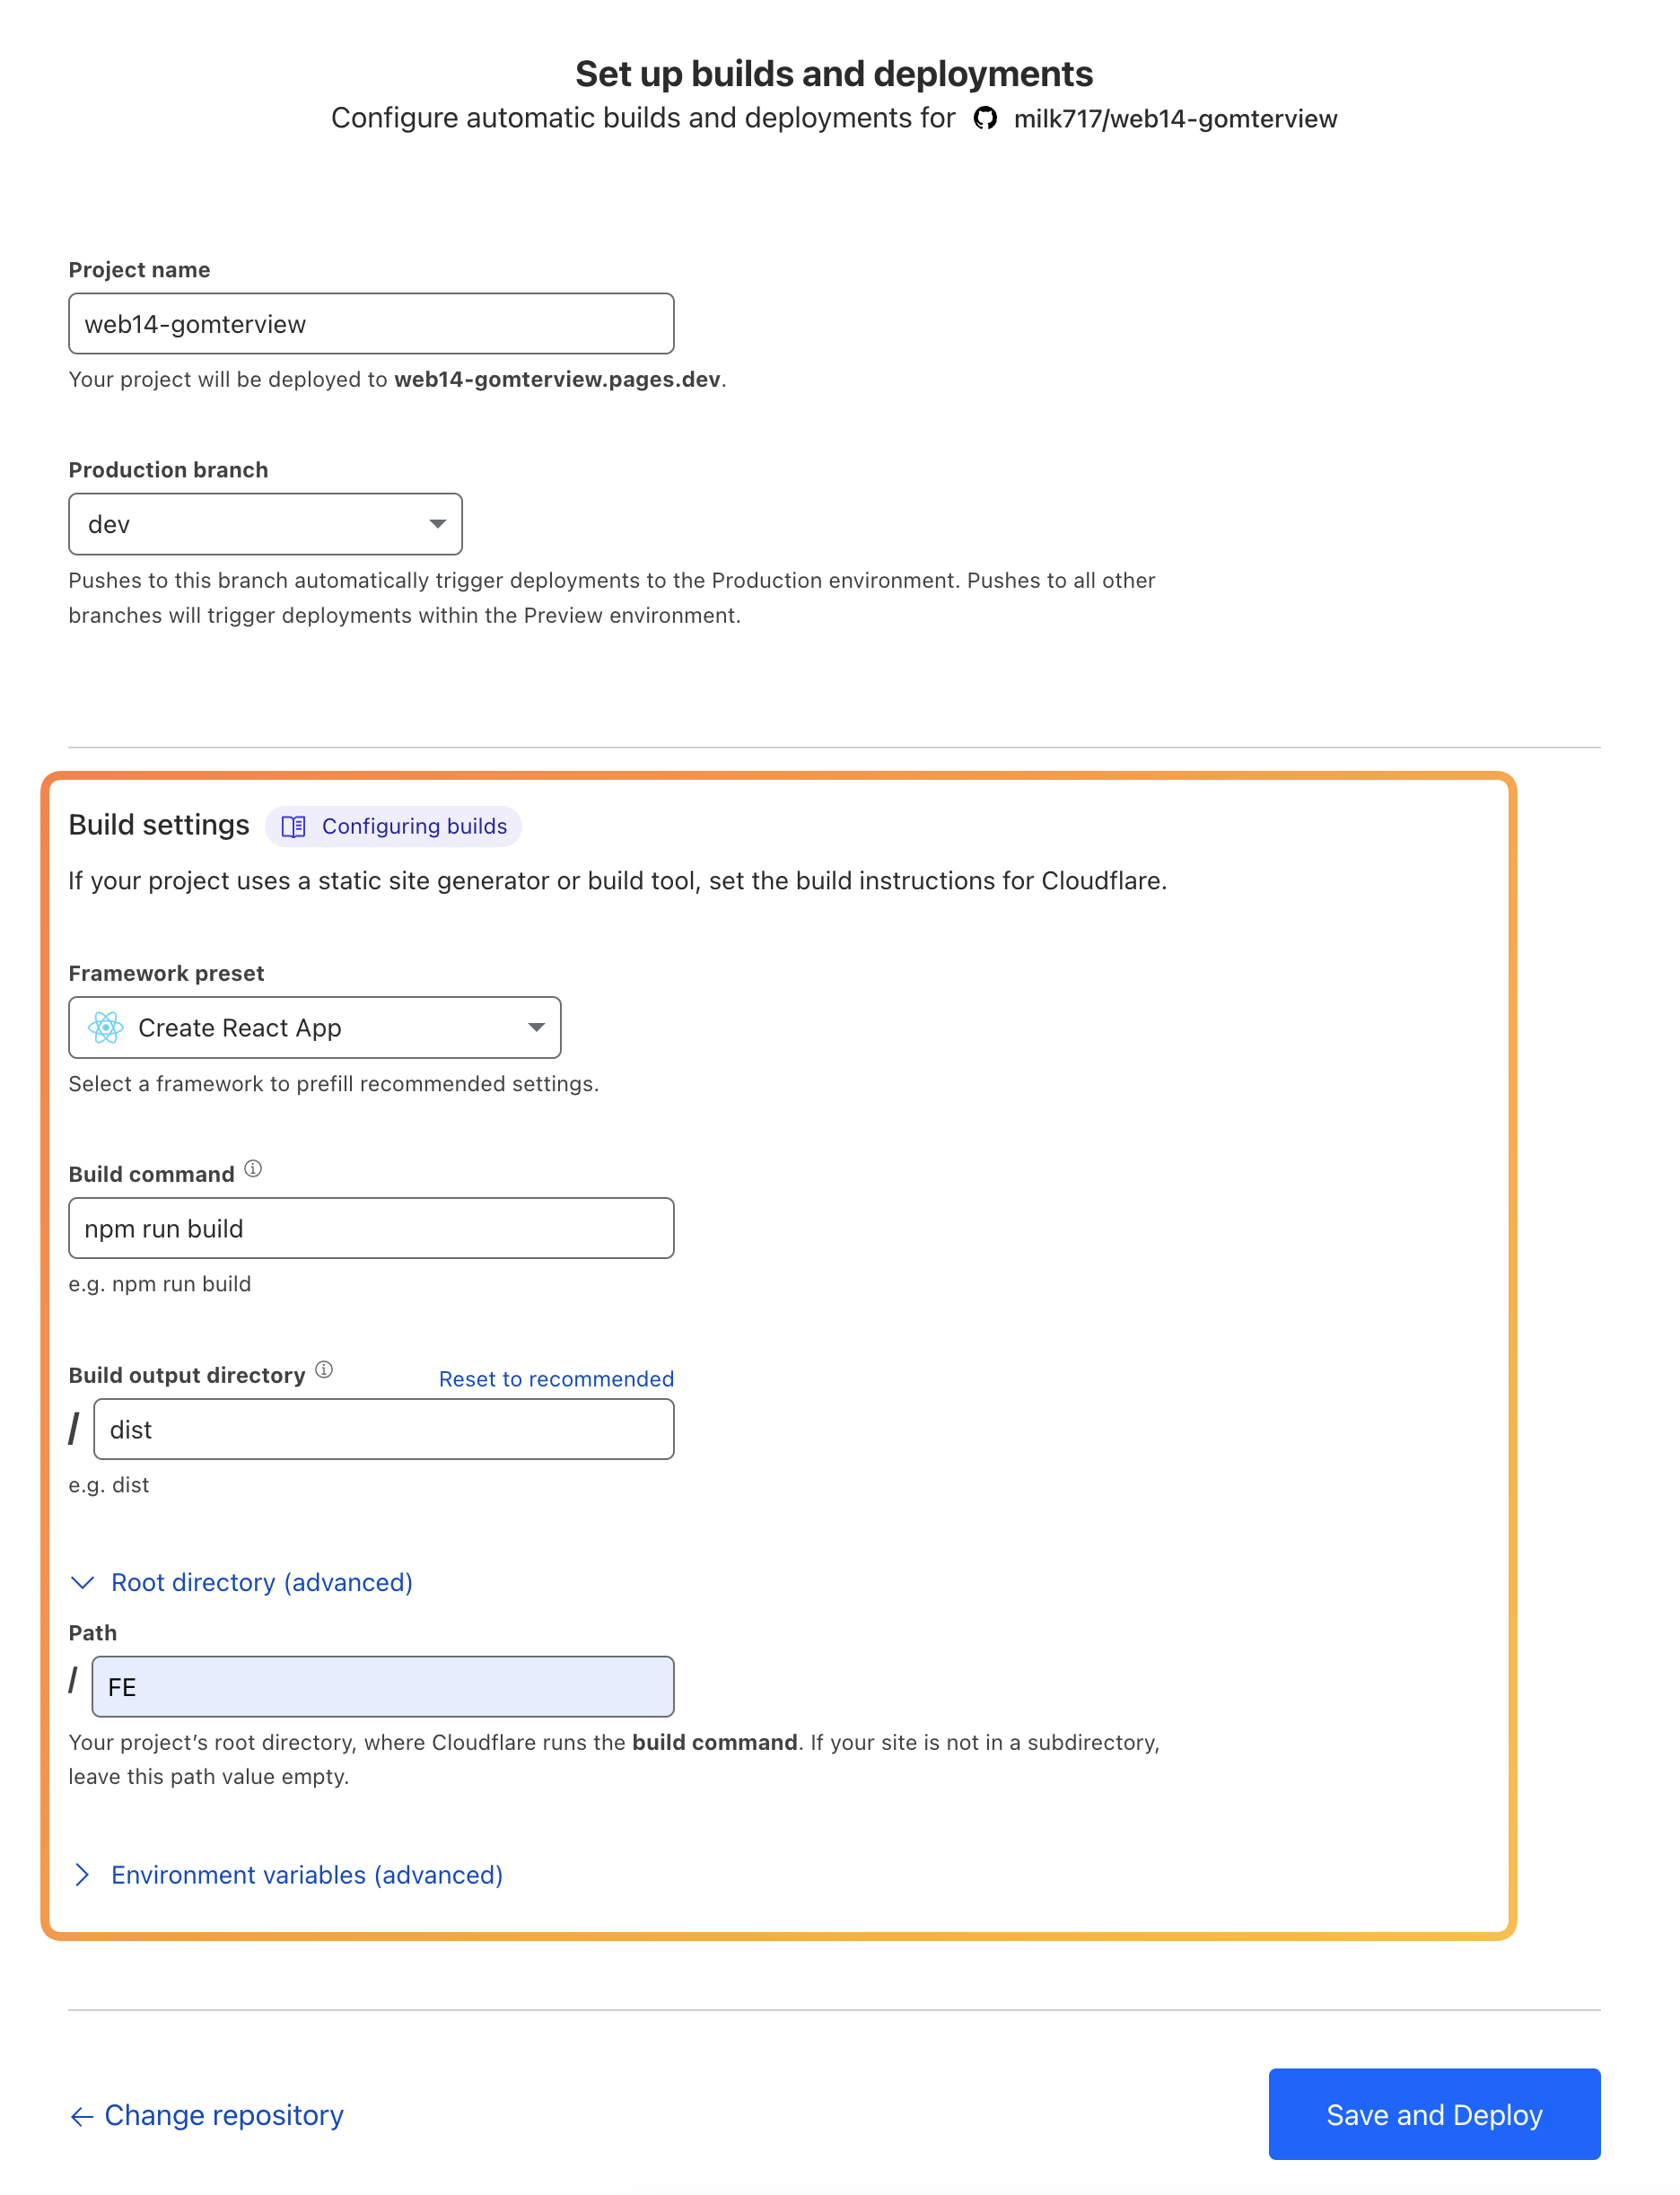 Set up builds and deployments
Configure automatic builds and deployments for milk717/web14-gomterview
Project name
web14-gomterview
Your project will be deployed to web14-gomterview.pages.dev.
Production branch
dev
Pushes to this branch automatically trigger deployments to the Production environment. Pushes to all other
branches will trigger deployments within the Preview environment.
Build settings Configuring builds
If your project uses a static site generator or build tool, set the build instructions for Cloudflare.
Framework preset
Create React App
Select a framework to prefill recommended settings.
Build command
npm run build
e.g. npm run build
Build output directory Reset to recommended
/ dist
e.g. dist
Root directory (advanced)
Path
/ FE
Your project’s root directory, where Cloudflare runs the build command. If your site is not in a subdirectory,
leave this path value empty.
Environment variables (advanced)
← Change repository Save and Deploy